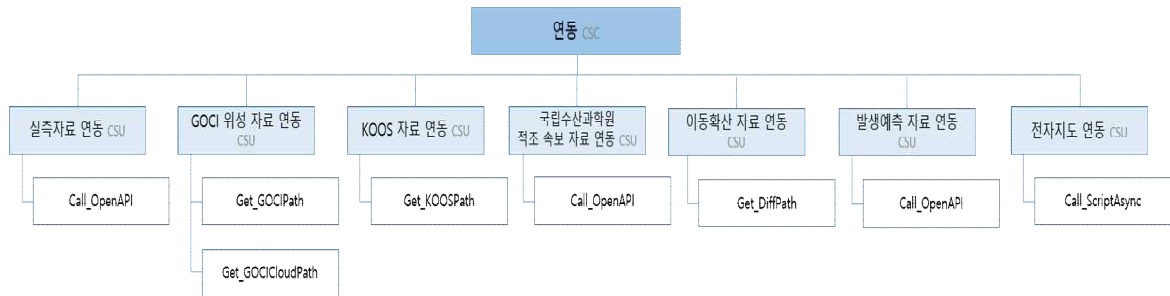 연동 CSC
실측자료 연동 CSU
GOCI 위성 자료 연동
CSU
KOOS 자료 연동 CSU
국립수산과학원
적조 속보 자료 연동 CSU
이동확산 자료 연동
CSU
발생예측 자료 연동
CSU
전자지도 연동 CSU
Call_OpenAPI
Get_GOCIPath
Get_KOOSPath
Call_OpenAPI
Get_DiffPath
Call_OpenAPI
Call_ScriptAsync
Get_GOCICloudPath